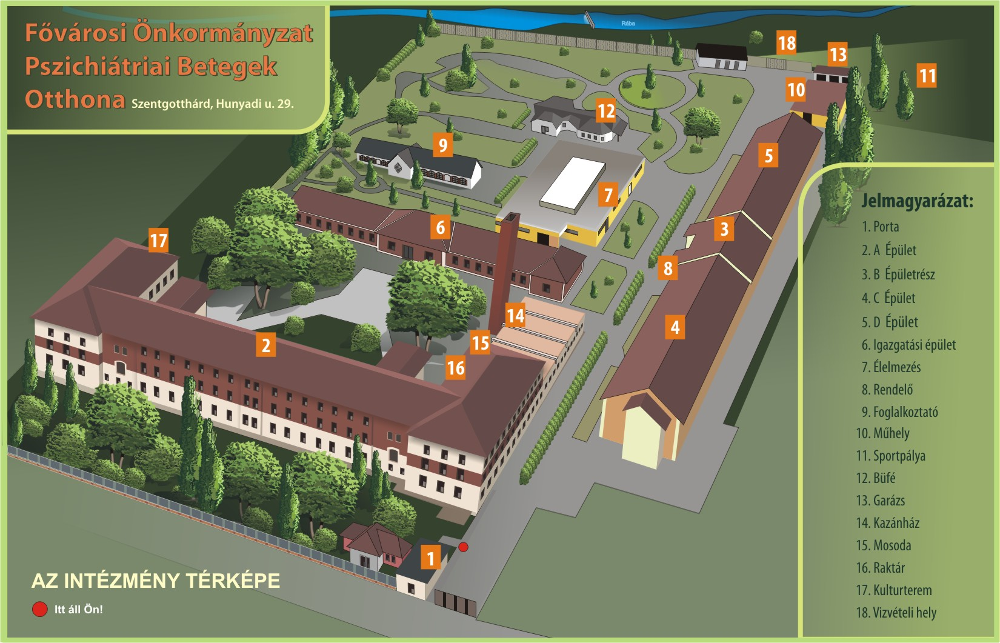 Fővárosi Önkormányzat
Pszichiátriai Betegek
Otthona Szentgotthárd, Hunyadi u. 29.
Rába
18
13
11
10
12
9
5
7
3
6
17
8
14
4
2
15
16
1
Jelmagyarázat:
1. Porta
2. A Épület
3. B Épületrész
4. C Épület
5. D Épület
6. Igazgatási épület
7. Élelmezés
8. Rendelő
9. Foglalkoztató
10. Műhely
11. Sportpálya
12. Büfé
13. Garázs
14. Kazánház
15. Mosoda
16. Raktár
17. Kulturterem
18. Vizvételi hely
AZ INTÉZMÉNY TÉRKÉPE
Itt áll Ön!